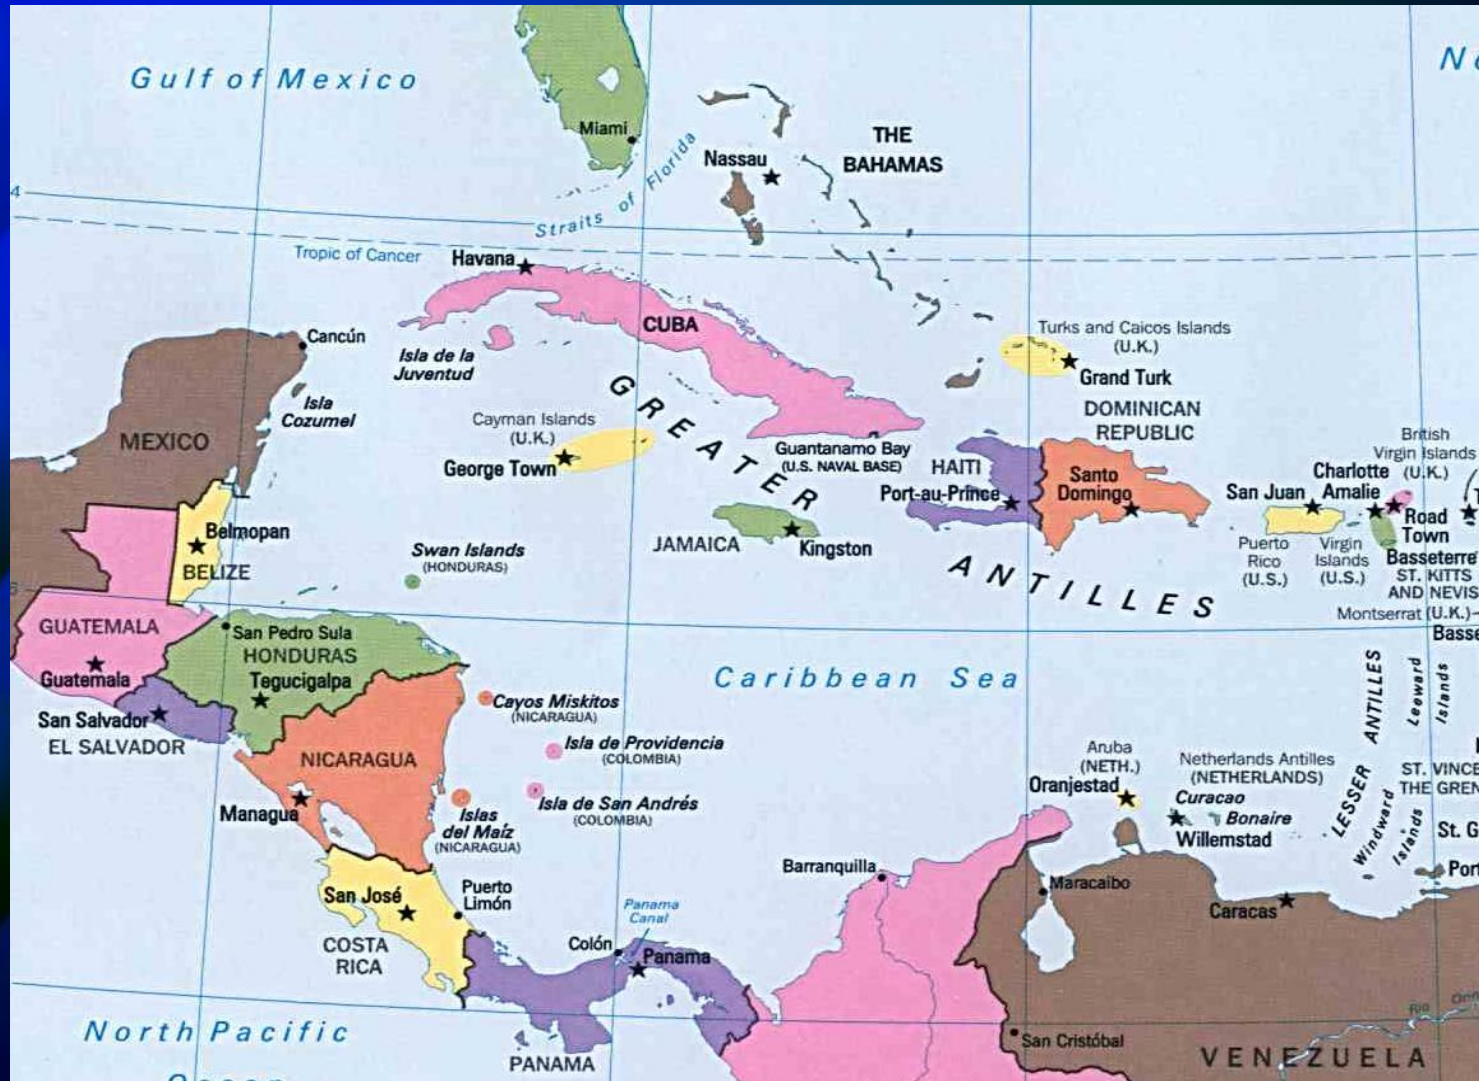 Gulf of Mexico
Miami
THE
BAHAMAS
Nassau
Straits of Florida
Tropic of Cancer
Havana
CUBA
Isla de la
Juventud
Cancún
Isla
Cozumel
MEXICO
Turks and Caicos Islands
(U.K.)
Grand Turk
Cayman Islands
(U.K.)
George Town
GREATER
ANTILLES
Guantanamo Bay
(U.S. NAVAL BASE)
HAITI
Port-au-Prince
DOMINICAN
REPUBLIC
Santo
Domingo
JAMAICA
Kingston
San Juan
Puerto
Rico
(U.S.)
Charlotte
Amalie
Virgin
Islands
(U.S.)
British
Virgin Islands
(U.K.)
Road
Town
Basseterre
ST. KITTS
AND NEVIS
Montserrat (U.K.)
Belmopan
BELIZE
Swan Islands
(HONDURAS)
GUATEMALA
Guatemala
San Pedro Sula
HONDURAS
Tegucigalpa
San Salvador
EL SALVADOR
NICARAGUA
Managua
Cayos Miskitos
(NICARAGUA)
Isla de Providencia
(COLOMBIA)
Isla de San Andrés
(COLOMBIA)
Islas
del Maíz
(NICARAGUA)
Caribbean Sea
LESSER ANTILLES
Leeward
Islands
Windward
Islands
Aruba
(NETH.)
Oranjestad
Netherlands Antilles
(NETHERLANDS)
Curacao
Bonaire
Willemstad
ST. VINCE
THE GREN
St. G
Port
Barranquilla
Maracaibo
Caracas
San José
Puerto
Limón
COSTA
RICA
Panama
Canal
Colón
Panama
PANAMA
San Cristóbal
VENEZUELA
North Pacific
Ocean